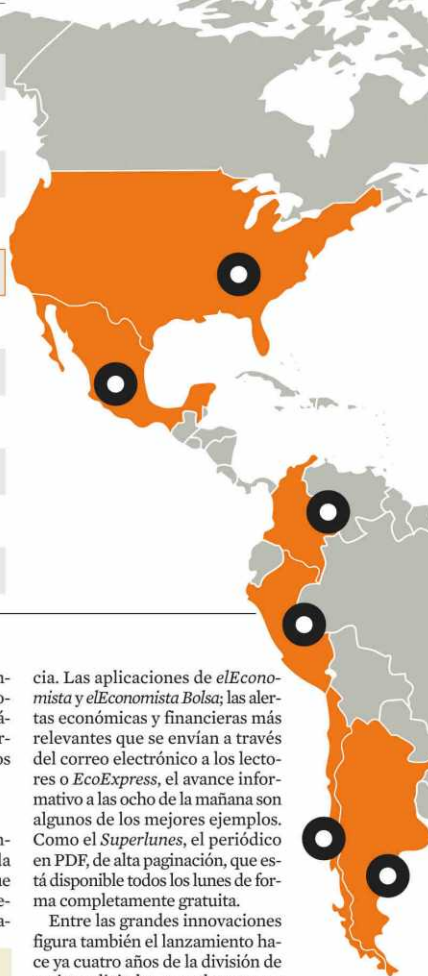 n-
o-
á-
r-
os
n-
la
ue
e-
a-
cia. Las aplicaciones de elEcono-
mista y elEconomista Bolsa; las aler-
tas económicas y financieras más
relevantes que se envían a través
del correo electrónico a los lecto-
res o EcoExpress, el avance infor-
mativo a las ocho de la mañana son
algunos de los mejores ejemplos.
Como el Superlunes, el periódico
en PDF, de alta paginación, que es-
tá disponible todos los lunes de for-
ma completamente gratuita.
Entre las grandes innovaciones
figura también el lanzamiento ha-
ce ya cuatro años de la división de